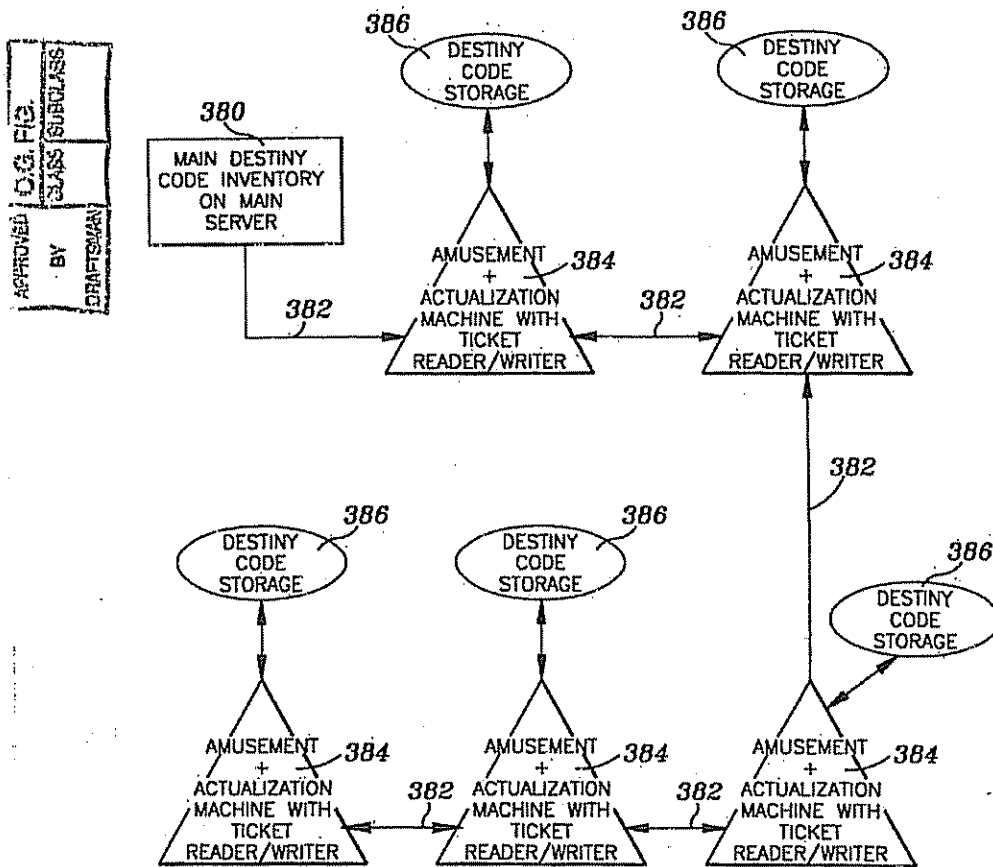 APPROVED
BY
DRAFTSMAN
O.G. FIG.
CLASS
SUBCLASS
386
DESTINY
CODE
STORAGE
386
DESTINY
CODE
STORAGE
380
MAIN DESTINY
CODE INVENTORY
ON MAIN
SERVER
382
AMUSEMENT
+
ACTUALIZATION
MACHINE WITH
TICKET
READER/WRITER
384
382
AMUSEMENT
+
ACTUALIZATION
MACHINE WITH
TICKET
READER/WRITER
384
382
386
DESTINY
CODE
STORAGE
386
DESTINY
CODE
STORAGE
386
DESTINY
CODE
STORAGE
AMUSEMENT
+
ACTUALIZATION
MACHINE WITH
TICKET
READER/WRITER
384
382
AMUSEMENT
+
ACTUALIZATION
MACHINE WITH
TICKET
READER/WRITER
384
382
AMUSEMENT
+
ACTUALIZATION
MACHINE WITH
TICKET
READER/WRITER
384